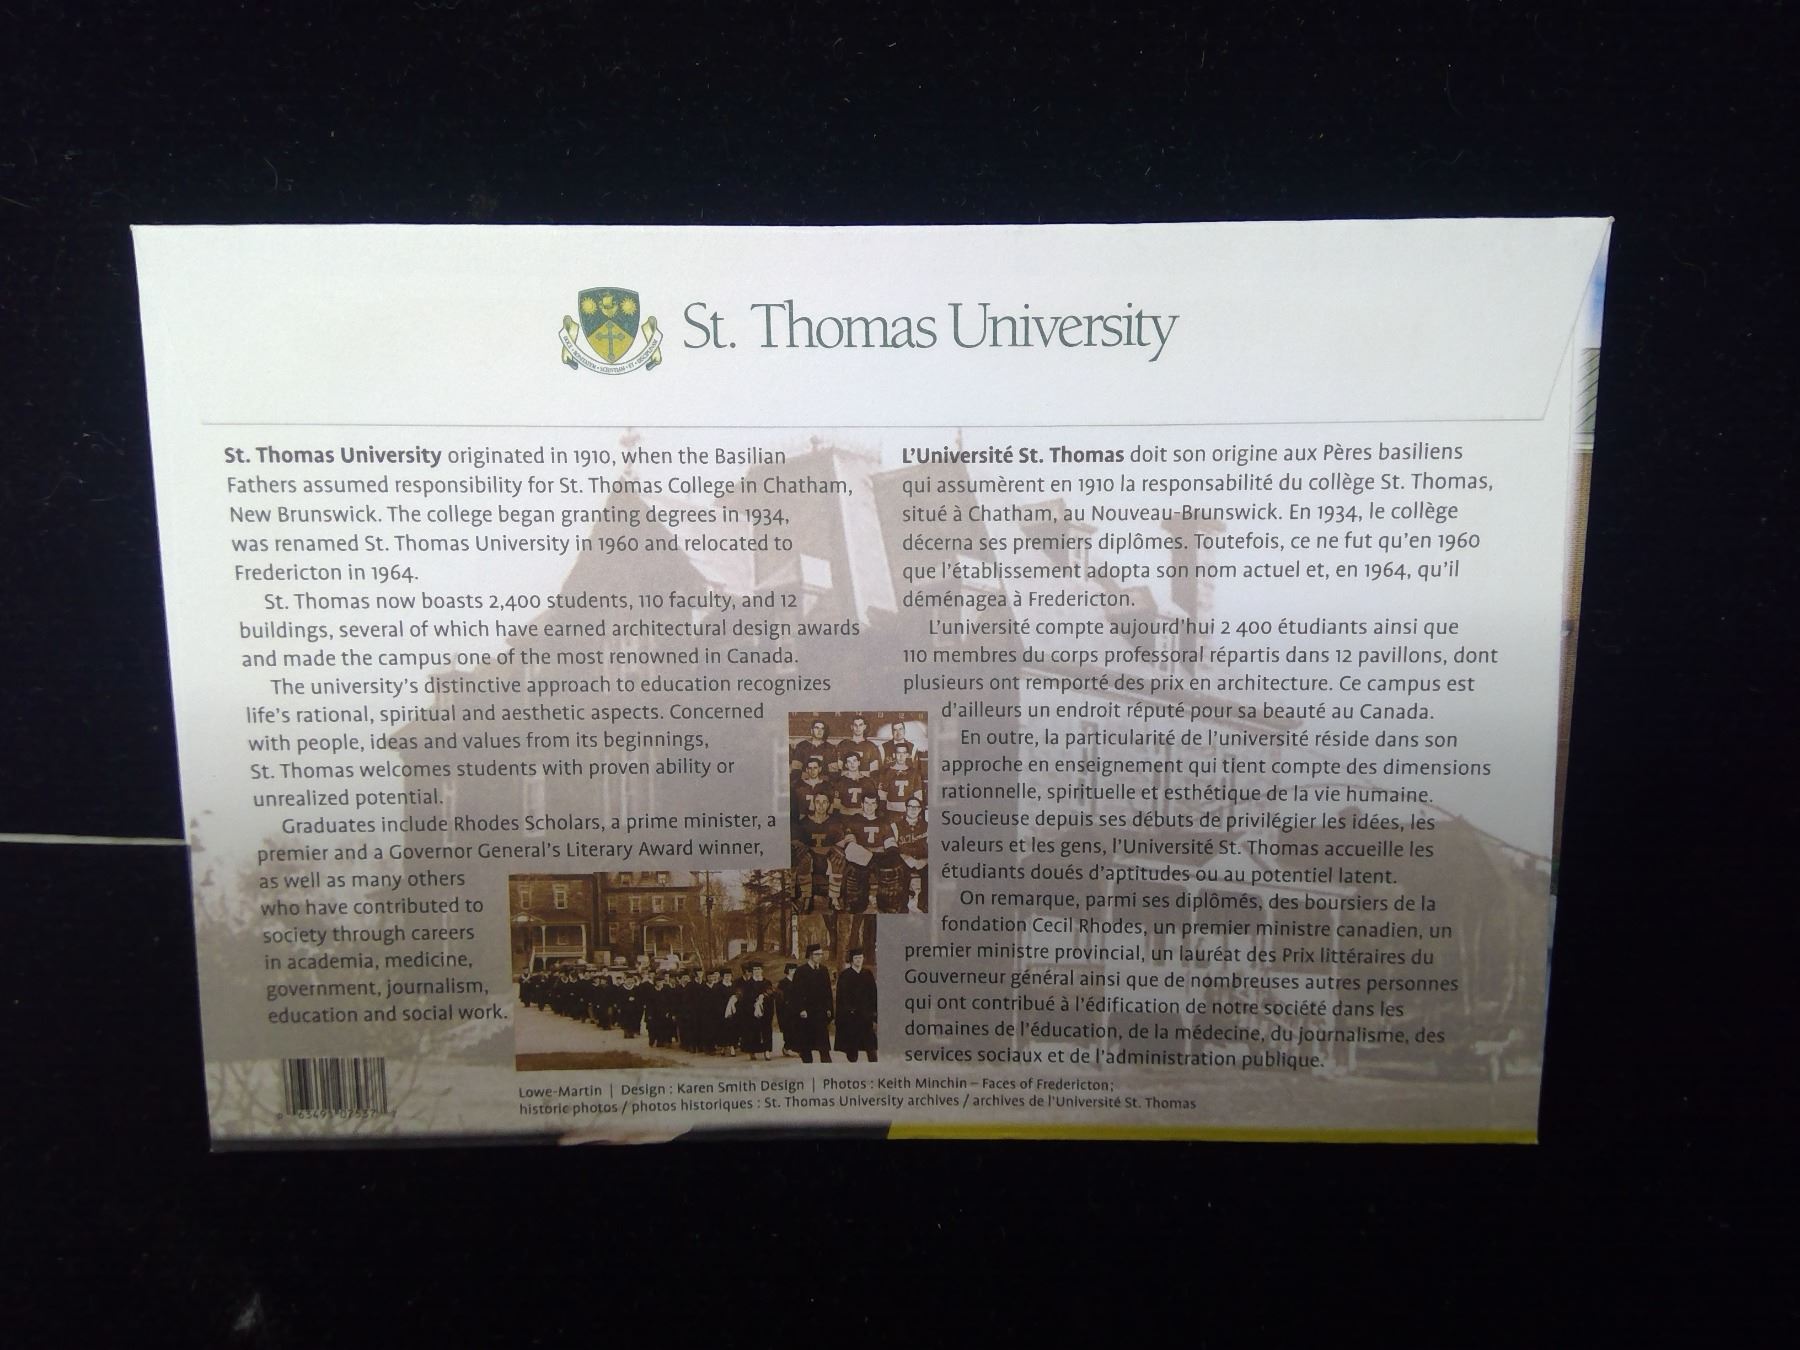 St. Thomas University
St. Thomas University originated in 1910, when the Basilian
Fathers assumed responsibility for St. Thomas College in Chatham,
New Brunswick. The college began granting degrees in 1934,
was renamed St. Thomas University in 1960 and relocated to
Fredericton in 1964.
St. Thomas now boasts 2,400 students, 110 faculty, and 12
buildings, several of which have earned architectural design awards
and made the campus one of the most renowned in Canada.
The university's distinctive approach to education recognizes
life's rational, spiritual and aesthetic aspects. Concerned
with people, ideas and values from its beginnings,
St. Thomas welcomes students with proven ability or
unrealized potential.
Graduates include Rhodes Scholars, a prime minister, a
premier and a Governor General's Literary Award winner,
as well as many others
who have contributed to
society through careers
in academia, medicine,
government, journalism,
education and social work.
L'Université St. Thomas doit son origine aux Pères basiliens
qui assumèrent en 1910 la responsabilité du collège St. Thomas,
situé à Chatham, au Nouveau-Brunswick. En 1934, le collège
décerna ses premiers diplômes. Toutefois, ce ne fut qu'en 1960
que l'établissement adopta son nom actuel et, en 1964, qu'il
déménagea à Fredericton.
L'université compte aujourd'hui 2 400 étudiants ainsi que
110 membres du corps professoral répartis dans 12 pavillons, dont
plusieurs ont remporté des prix en architecture. Ce campus est
d'ailleurs un endroit réputé pour sa beauté au Canada.
En outre, la particularité de l'université réside dans son
approche en enseignement qui tient compte des dimensions
rationnelle, spirituelle et esthétique de la vie humaine.
Soucieuse depuis ses débuts de privilégier les idées, les
valeurs et les gens, l'Université St. Thomas accueille les
étudiants doués d'aptitudes ou au potentiel latent.
On remarque, parmi ses diplômés, des boursiers de la
fondation Cecil Rhodes, un premier ministre canadien, un
premier ministre provincial, un lauréat des Prix littéraires du
Gouverneur général ainsi que de nombreuses autres personnes
qui ont contribué à l'édification de notre société dans les
domaines de l'éducation, de la médecine, du journalisme, des
services sociaux et de l'administration publique.
Lowe-Martin | Design : Karen Smith Design | Photos : Keith Minchin – Faces of Fredericton;
historic photos / photos historiques : St. Thomas University archives / archives de l'Université St. Thomas